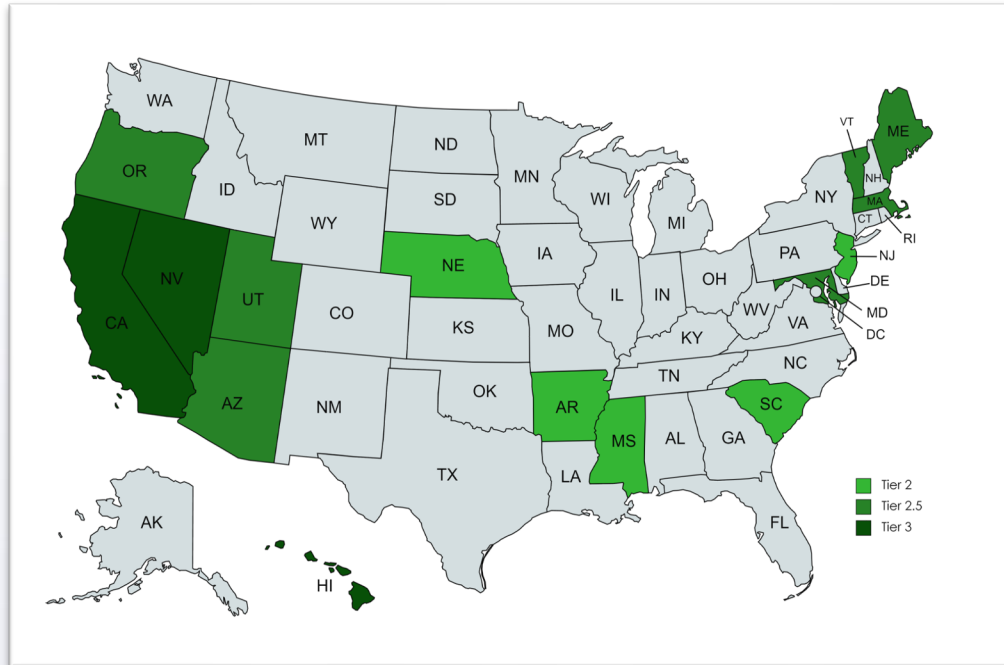 WA
MT
ND
MN
OR
ID
SD
WI
MI
NY
VT
ME
NH
MA
CT
RI
WY
IA
PA
NJ
NE
OH
DE
NV
UT
IL
IN
MD
CO
WV
VA
DC
CA
KS
MO
KY
NC
TN
OK
AZ
NM
AR
SC
MS
AL
GA
TX
LA
Tier 2
Tier 2.5
Tier 3
FL
AK
HI